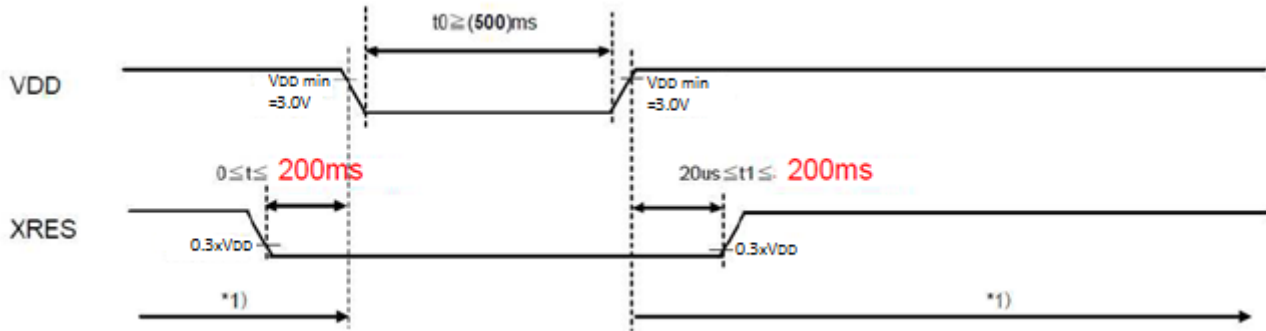 t0≧(500)ms
VDD
VDD min
=3.0V
VDD min
=3.0V
0≦t≦ 200ms
20us≦t1≦. 200ms
XRES
0.3xVDD
0.3xVDD
*1)
*1)